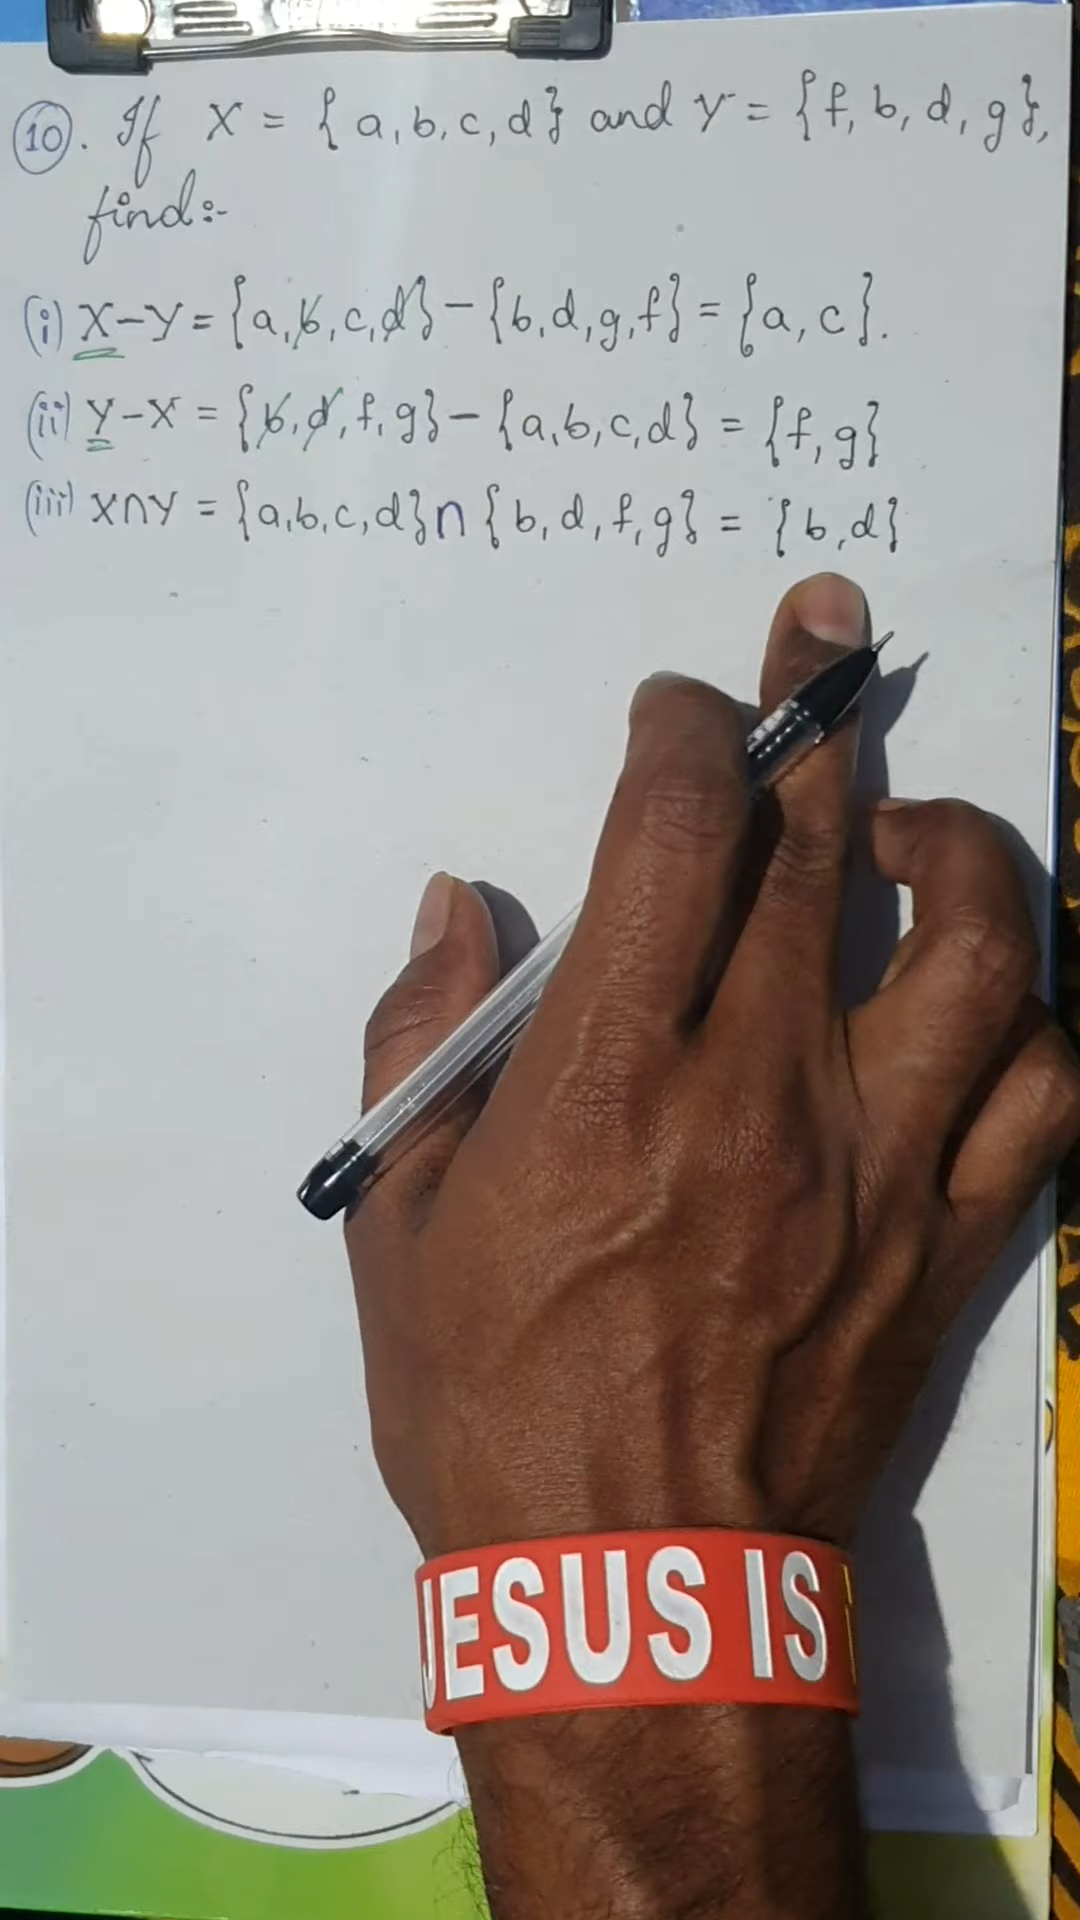 10. If X = {a, b, c, d} and Y = {f, b, d, g},
find:-
(i) X-Y = {a, b, c, d} - {b, d, g, f} = {a, c}.
(ii) Y-X = {b, d, f, g} - {a, b, c, d} = {f, g}
(iii) X∩Y = {a, b, c, d} ∩ {b, d, f, g} = {b, d}
JESUS IS